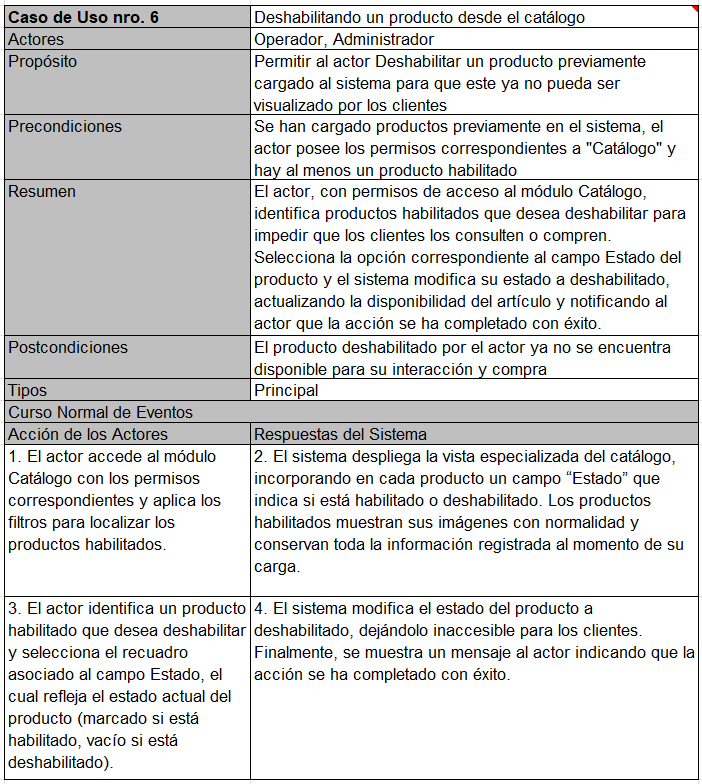 Caso de Uso nro. 6
Deshabilitando un producto desde el catálogo
Actores
Operador, Administrador
Propósito
Permitir al actor Deshabilitar un producto previamente
cargado al sistema para que este ya no pueda ser
visualizado por los clientes
Precondiciones
Se han cargado productos previamente en el sistema, el
actor posee los permisos correspondientes a "Catálogo" y
hay al menos un producto habilitado
Resumen
El actor, con permisos de acceso al módulo Catálogo,
identifica productos habilitados que desea deshabilitar para
impedir que los clientes los consulten o compren.
Selecciona la opción correspondiente al campo Estado del
producto y el sistema modifica su estado a deshabilitado,
actualizando la disponibilidad del artículo y notificando al
actor que la acción se ha completado con éxito.
Postcondiciones
El producto deshabilitado por el actor ya no se encuentra
disponible para su interacción y compra
Tipos
Principal
Curso Normal de Eventos
Acción de los Actores
Respuestas del Sistema
1. El actor accede al módulo
Catálogo con los permisos
correspondientes y aplica los
filtros para localizar los
productos habilitados.
2. El sistema despliega la vista especializada del catálogo,
incorporando en cada producto un campo “Estado” que
indica si está habilitado o deshabilitado. Los productos
habilitados muestran sus imágenes con normalidad y
conservan toda la información registrada al momento de su
carga.
3. El actor identifica un producto
habilitado que desea deshabilitar
y selecciona el recuadro
asociado al campo Estado, el
cual refleja el estado actual del
producto (marcado si está
habilitado, vacío si está
deshabilitado).
4. El sistema modifica el estado del producto a
deshabilitado, dejándolo inaccesible para los clientes.
Finalmente, se muestra un mensaje al actor indicando que la
acción se ha completado con éxito.